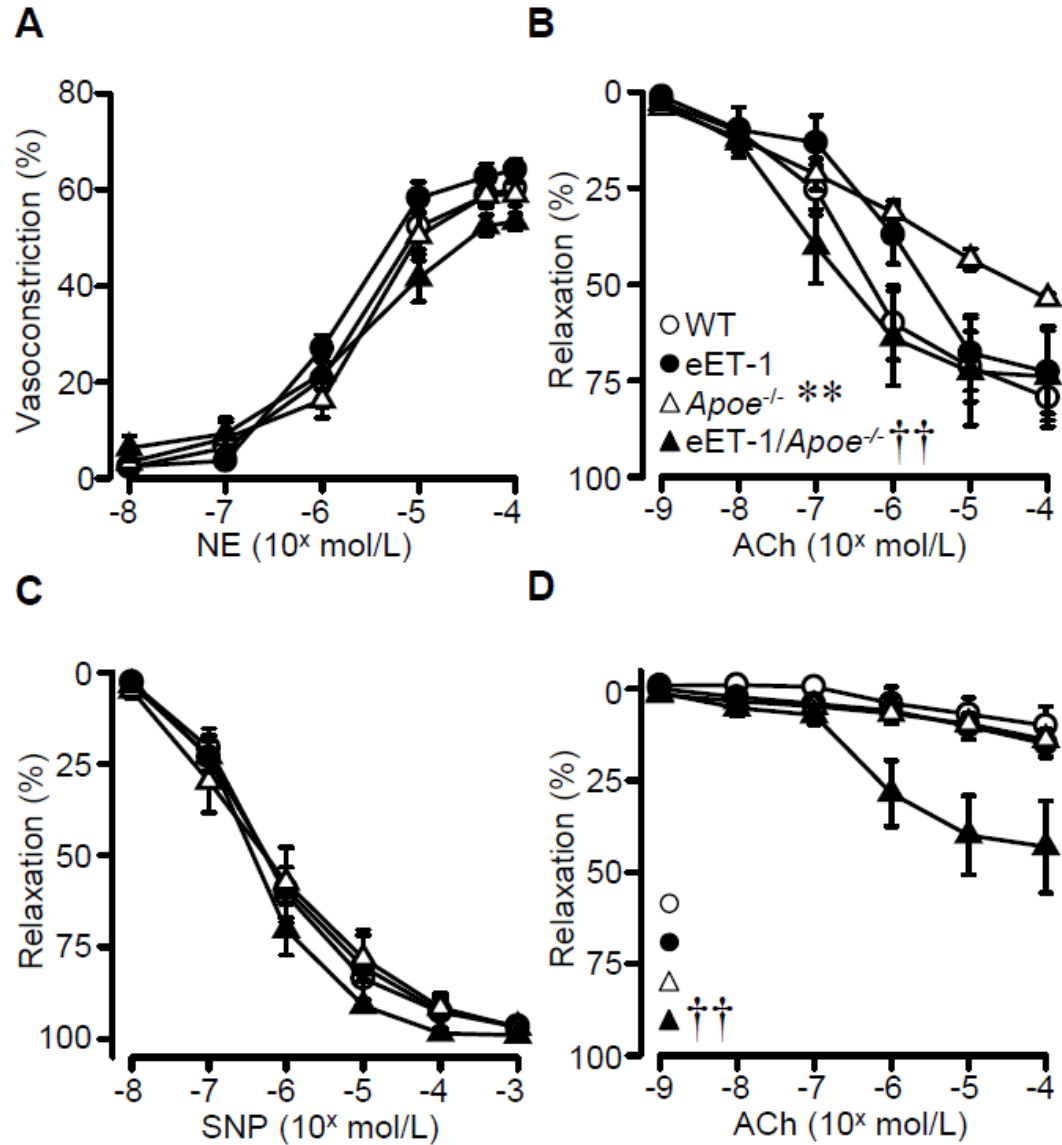 A
Vasoconstriction (%)
80
60
40
20
0
-8 -7 -6 -5 -4
NE (10ˣ mol/L)
B
Relaxation (%)
0
25
50
75
100
WT
eET-1
Apoe⁻/⁻ **
eET-1/Apoe⁻/⁻ ††
-9 -8 -7 -6 -5 -4
ACh (10ˣ mol/L)
C
Relaxation (%)
0
25
50
75
100
-8 -7 -6 -5 -4 -3
SNP (10ˣ mol/L)
D
Relaxation (%)
0
25
50
75
100
††
-9 -8 -7 -6 -5 -4
ACh (10ˣ mol/L)